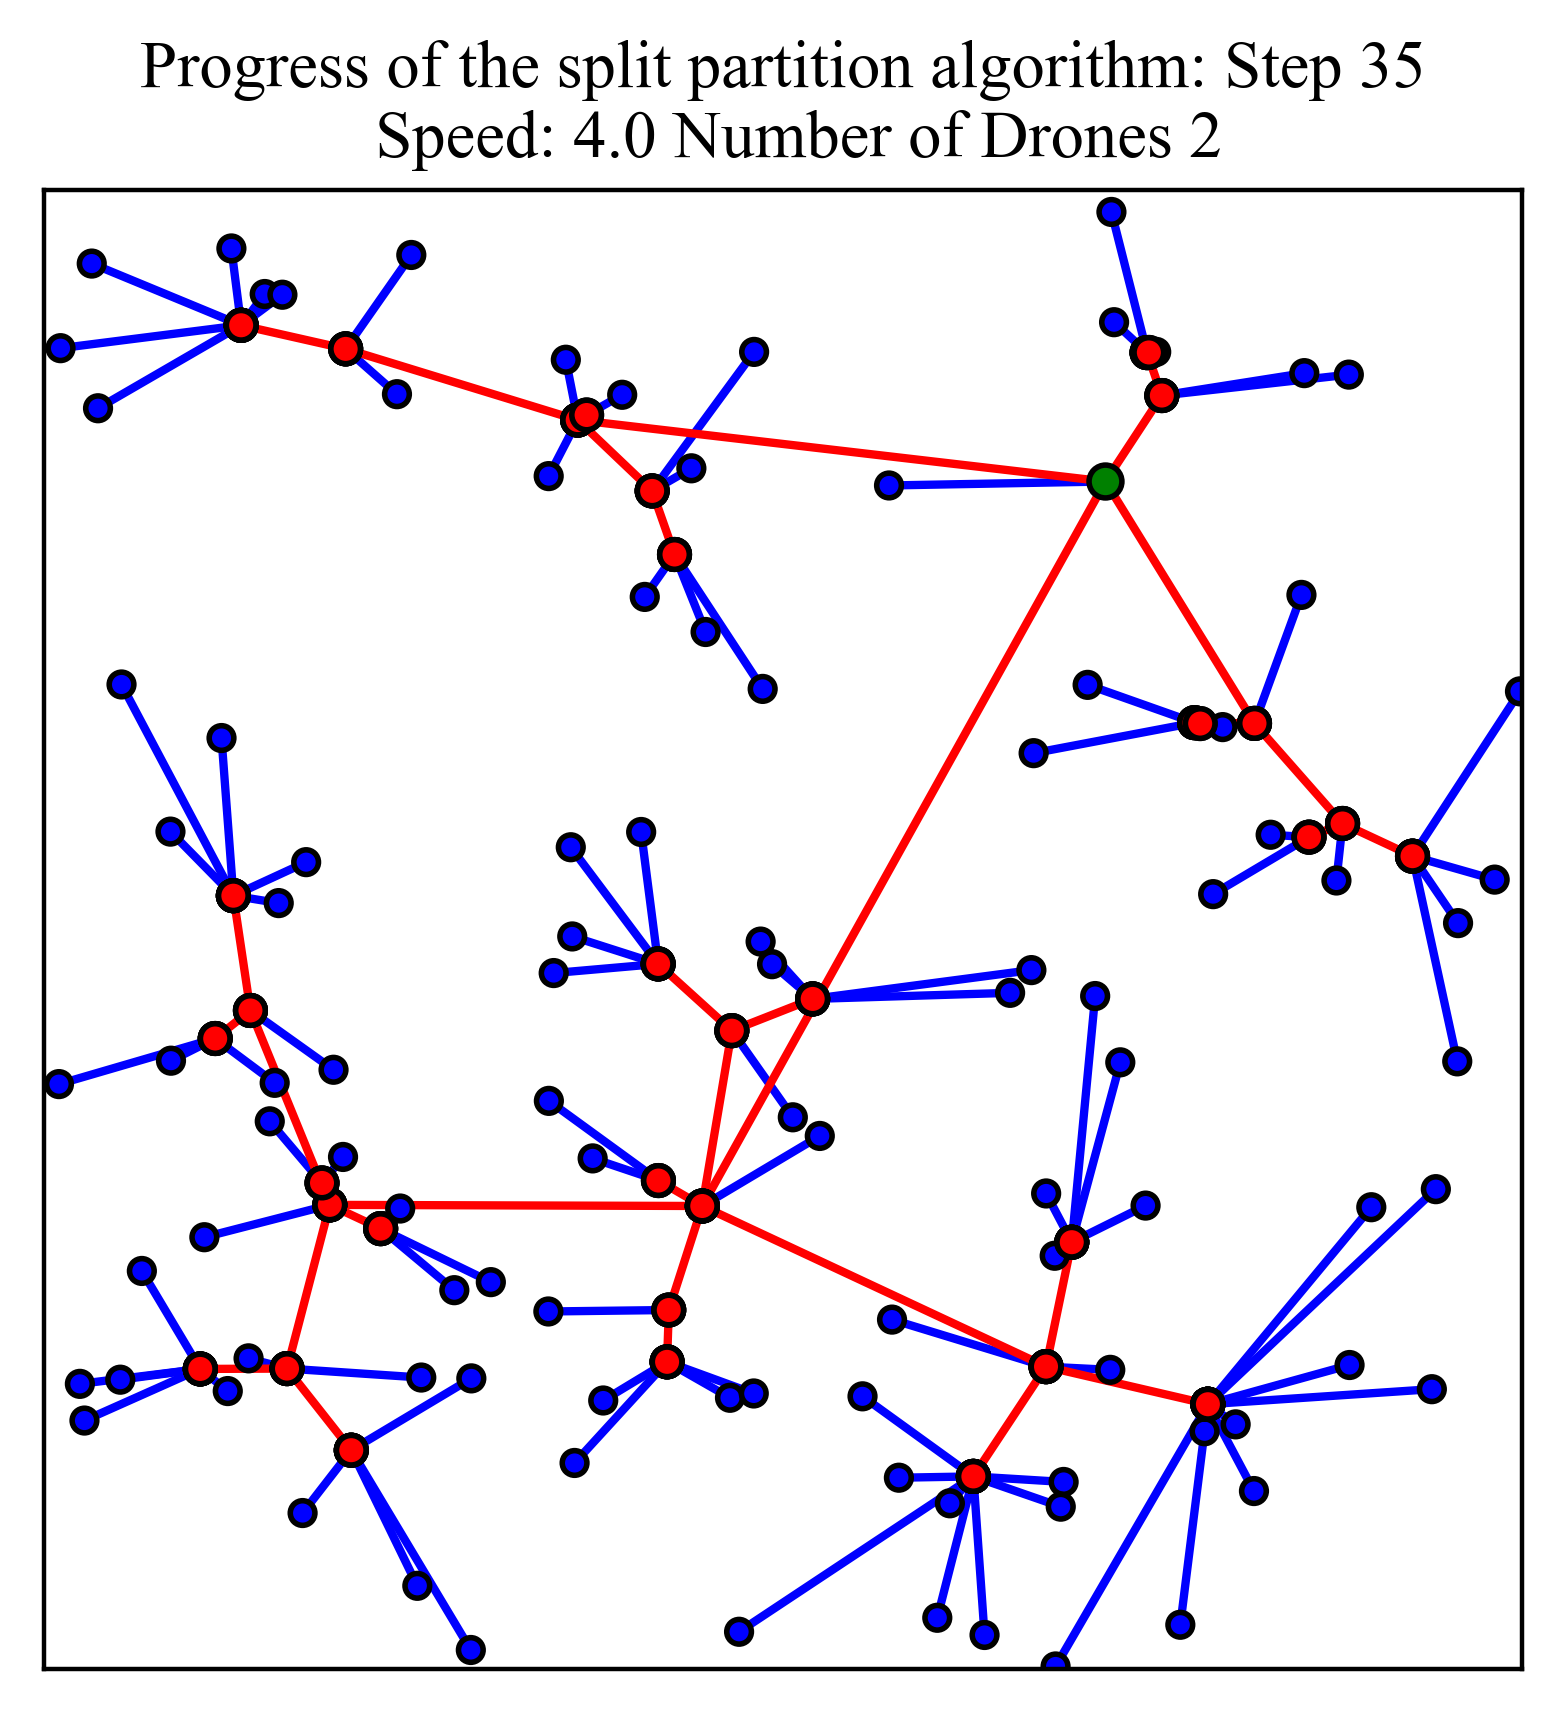 Progress of the split partition algorithm: Step 35
Speed: 4.0 Number of Drones 2